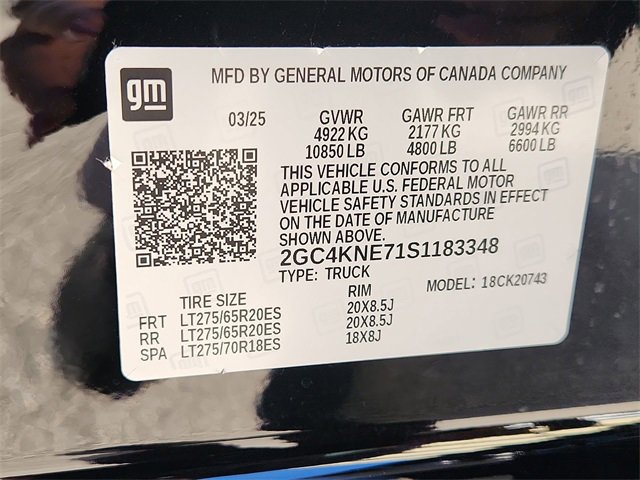 gm
MFD BY GENERAL MOTORS OF CANADA COMPANY
03/25 GVWR GAWR FRT GAWR RR
4922 KG 2177 KG 2994 KG
10850 LB 4800 LB 6600 LB
THIS VEHICLE CONFORMS TO ALL
APPLICABLE U.S. FEDERAL MOTOR
VEHICLE SAFETY STANDARDS IN EFFECT
ON THE DATE OF MANUFACTURE
SHOWN ABOVE.
2GC4KNE71S1183348
TYPE: TRUCK MODEL: 18CK20743
TIRE SIZE RIM
FRT LT275/65R20ES 20X8.5J
RR LT275/65R20ES 20X8.5J
SPA LT275/70R18ES 18X8J